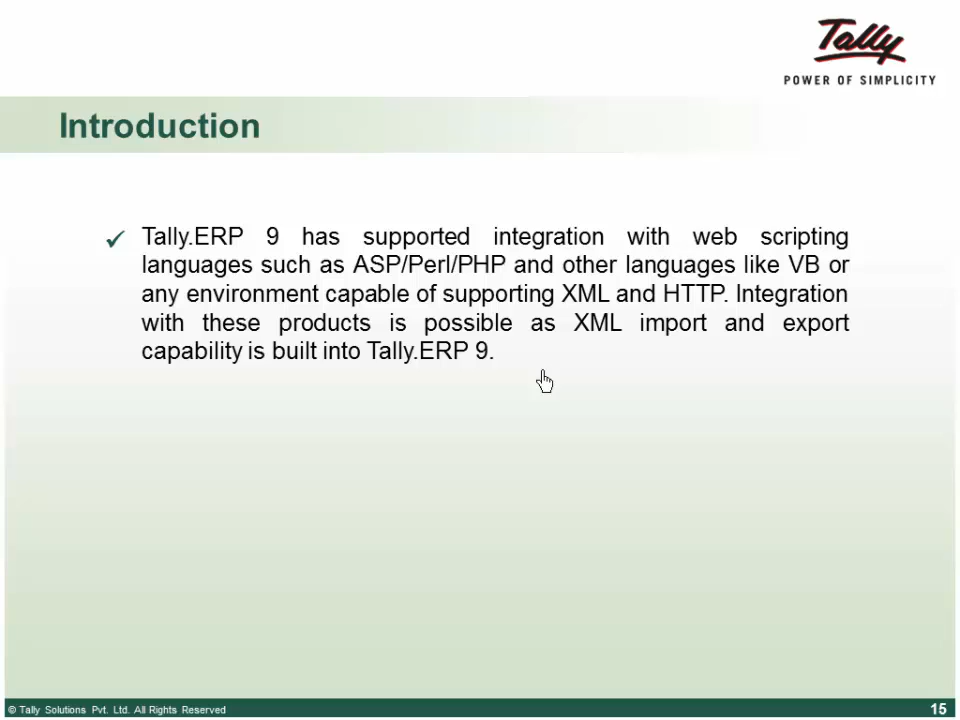 Tally
POWER OF SIMPLICITY
Introduction
Tally.ERP 9 has supported integration with web scripting
languages such as ASP/Perl/PHP and other languages like VB or
any environment capable of supporting XML and HTTP. Integration
with these products is possible as XML import and export
capability is built into Tally.ERP 9.
© Tally Solutions Pvt. Ltd. All Rights Reserved
15